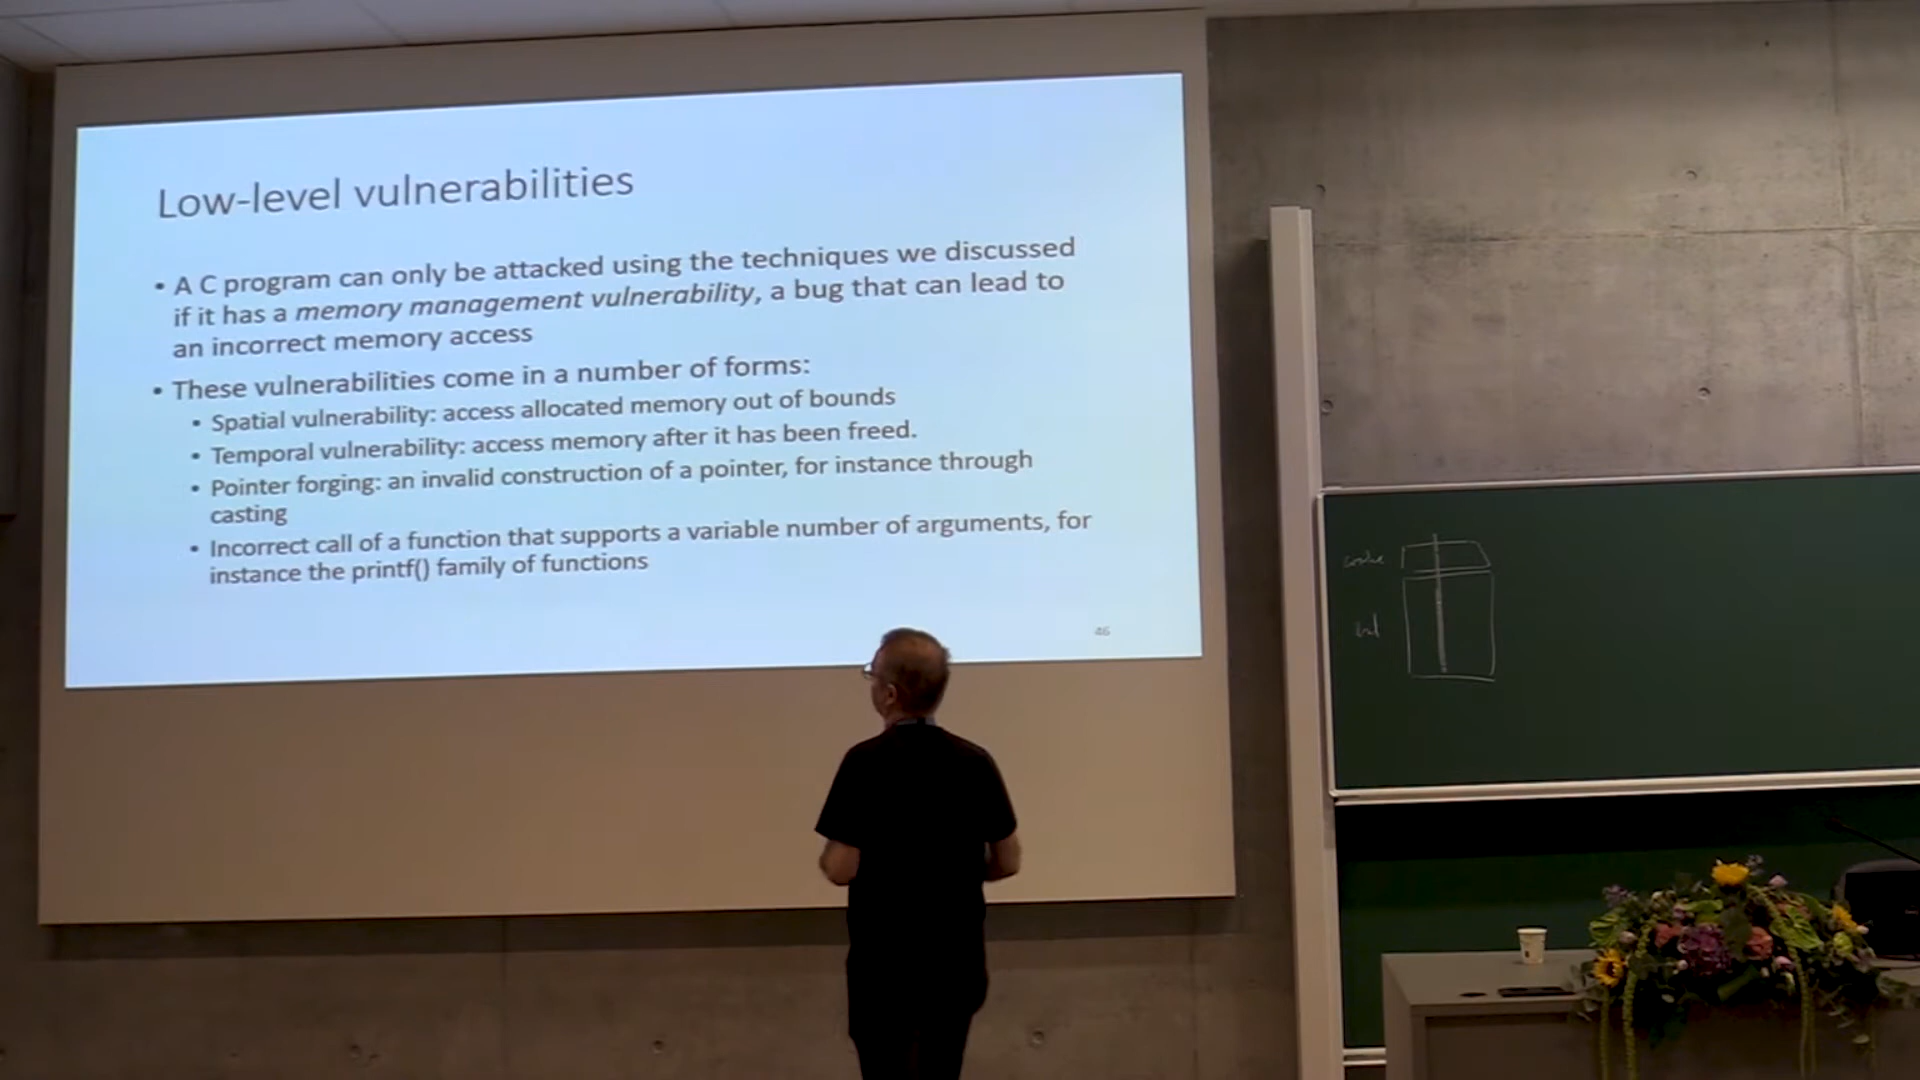 Low-level vulnerabilities
• A C program can only be attacked using the techniques we discussed
if it has a memory management vulnerability, a bug that can lead to
an incorrect memory access
• These vulnerabilities come in a number of forms:
• Spatial vulnerability: access allocated memory out of bounds
• Temporal vulnerability: access memory after it has been freed.
• Pointer forging: an invalid construction of a pointer, for instance through
casting
• Incorrect call of a function that supports a variable number of arguments, for
instance the printf() family of functions
46